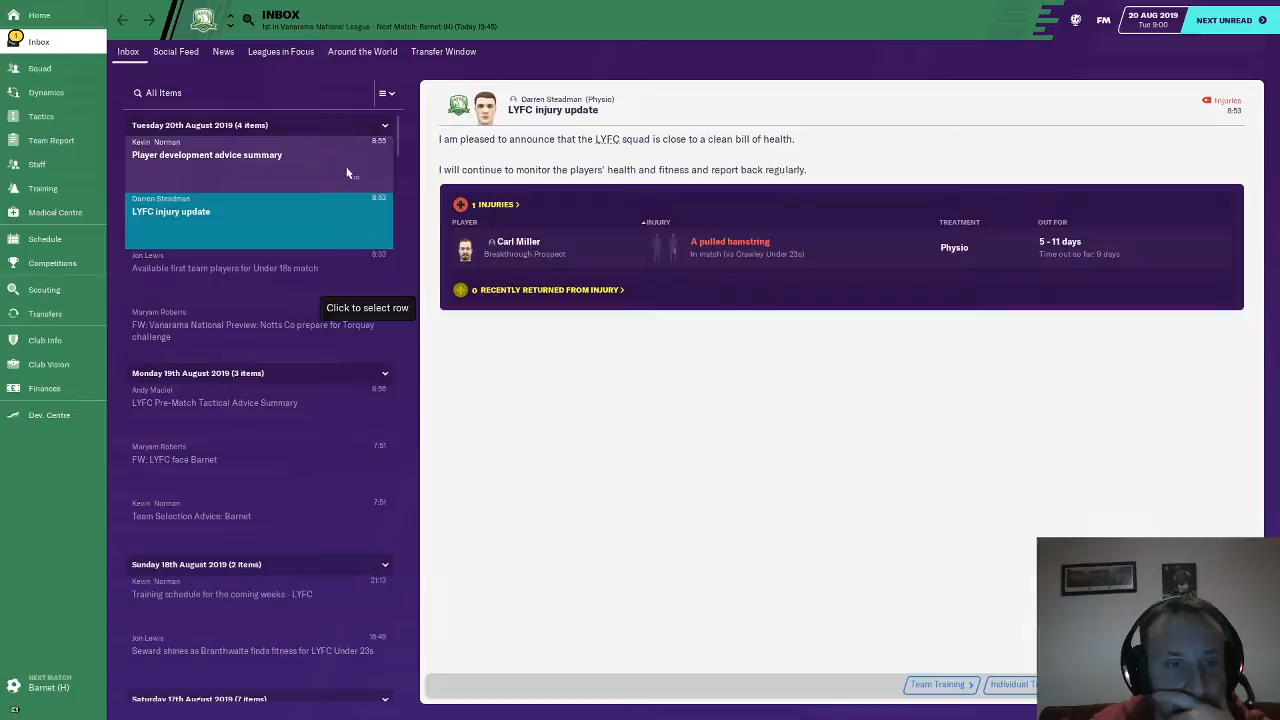 Home
1
Inbox
Squad
Dynamics
Tactics
Team Report
Staff
Training
Medical Centre
Schedule
Competitions
Scouting
Transfers
Club Info
Club Vision
Finances
Dev. Centre
NEXT MATCH
Barnet (H)
INBOX
1st in Vanarama National League - Next Match: Barnet (H) (Today 19:45)
FM
20 AUG 2019
Tue 9:00
NEXT UNREAD
Inbox Social Feed News Leagues in Focus Around the World Transfer Window
All Items
Tuesday 20th August 2019 (4 items)
Kevin Norman 8:55
Player development advice summary
Darren Steadman 8:53
LYFC injury update
Jon Lewis 8:33
Available first team players for Under 18s match
Maryam Roberts
FW: Vanarama National Preview: Notts Co prepare for Torquay
challenge
Click to select row
Monday 19th August 2019 (3 items)
Andy Maciel 8:56
LYFC Pre-Match Tactical Advice Summary
Maryam Roberts 7:51
FW: LYFC face Barnet
Kevin Norman 7:51
Team Selection Advice: Barnet
Sunday 18th August 2019 (2 items)
Kevin Norman 21:13
Training schedule for the coming weeks - LYFC
Jon Lewis 16:49
Seward shines as Branthwaite finds fitness for LYFC Under 23s
Saturday 17th August 2019 (7 items)
Darren Steadman (Physio)
LYFC injury update
Injuries
8:53
I am pleased to announce that the LYFC squad is close to a clean bill of health.
I will continue to monitor the players' health and fitness and report back regularly.
1 INJURIES >
PLAYER INJURY TREATMENT OUT FOR
Carl Miller A pulled hamstring Physio 5 - 11 days
Breakthrough Prospect In match (vs Crawley Under 23s) Time out so far: 9 days
0 RECENTLY RETURNED FROM INJURY >
Team Training >
Individual